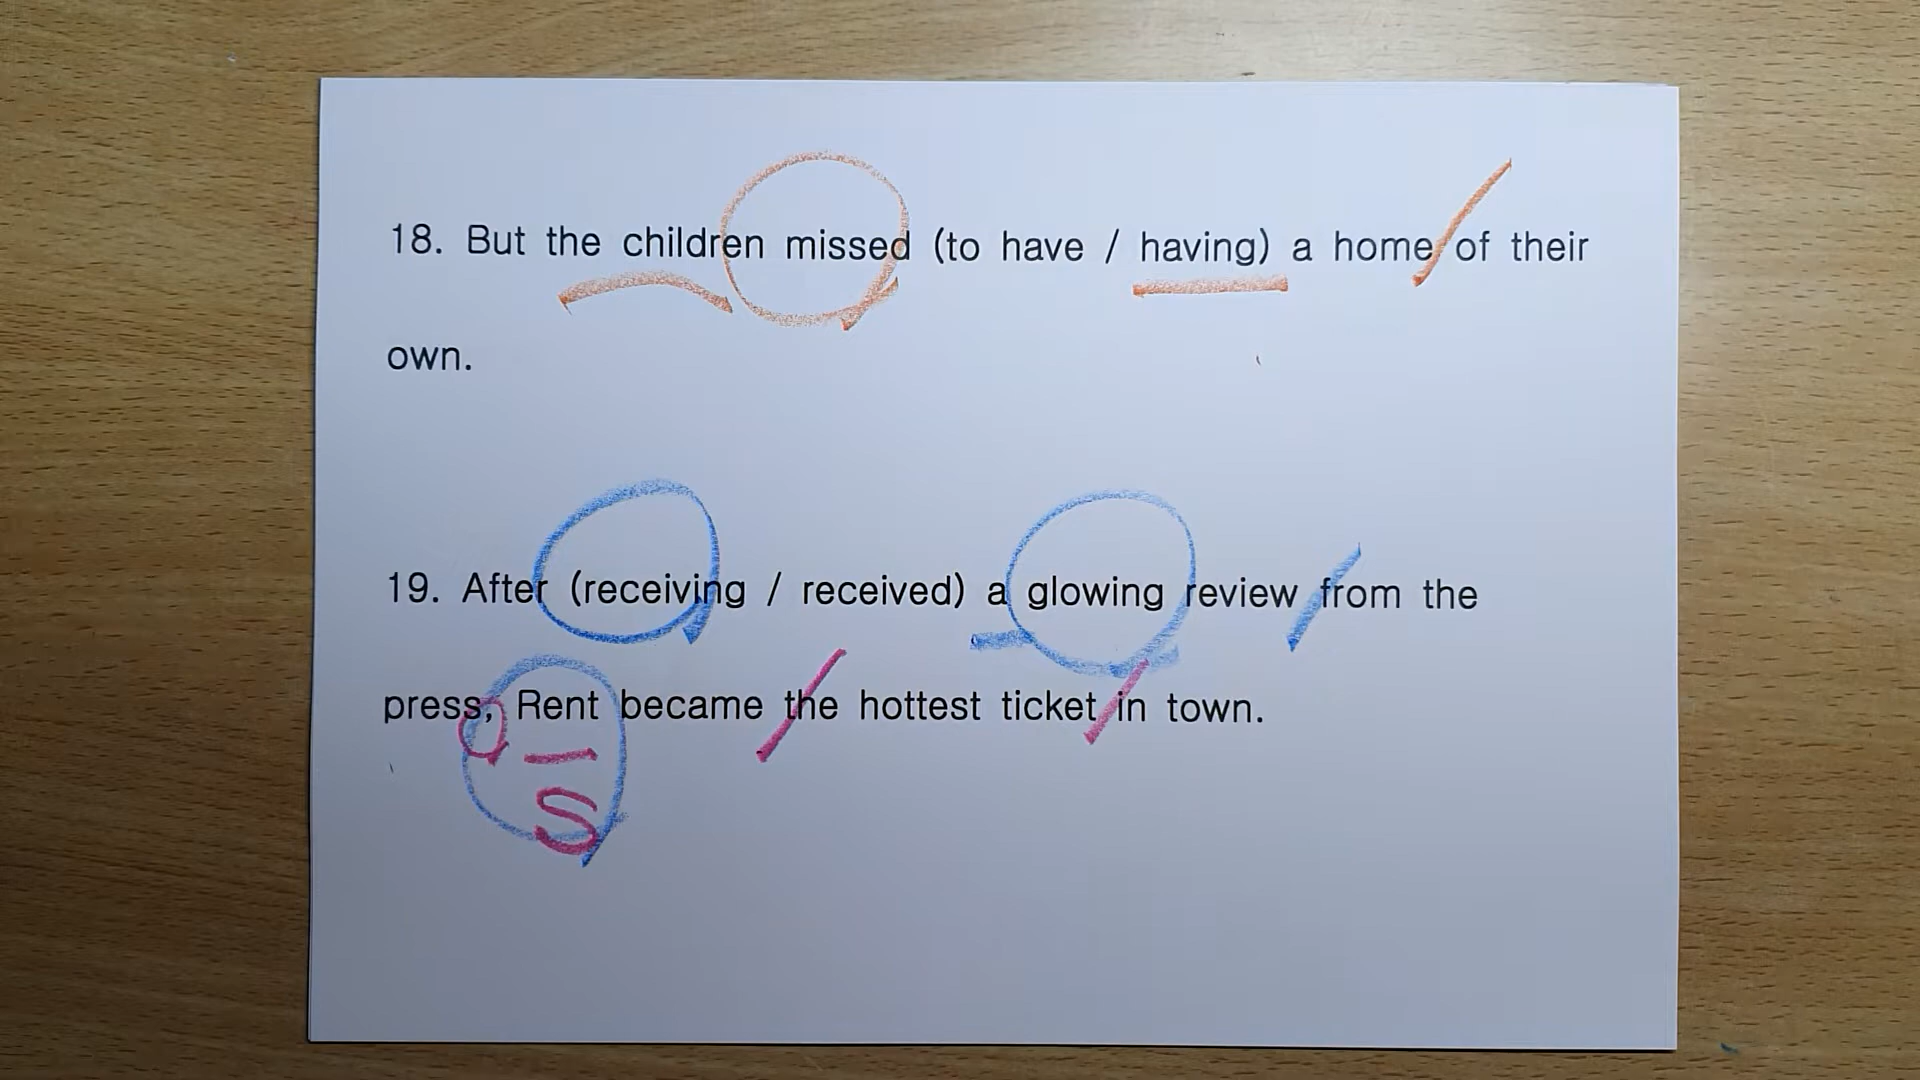 18. But the children missed (to have / having) a home of their
own.
19. After (receiving / received) a glowing review from the
press, Rent became the hottest ticket in town.
S